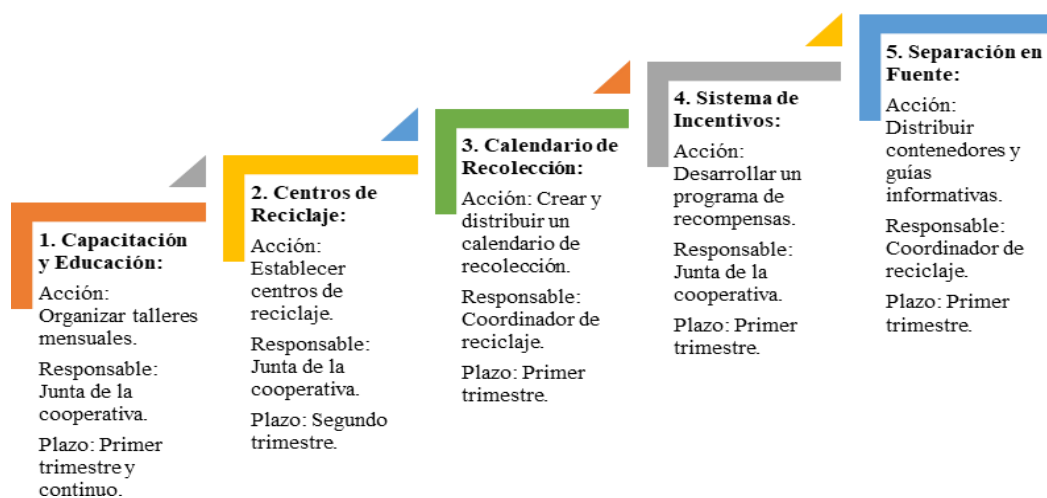 1. Capacitación
y Educación:
Acción:
Organizar talleres
mensuales.
Responsable:
Junta de la
cooperativa.
Plazo: Primer
trimestre y
continuo.
2. Centros de
Reciclaje:
Acción:
Establecer
centros de
reciclaje.
Responsable:
Junta de la
cooperativa.
Plazo: Segundo
trimestre.
3. Calendario de
Recolección:
Acción: Crear y
distribuir un
calendario de
recolección.
Responsable:
Coordinador de
reciclaje.
Plazo: Primer
trimestre.
4. Sistema de
Incentivos:
Acción:
Desarrollar un
programa de
recompensas.
Responsable:
Junta de la
cooperativa.
Plazo: Primer
trimestre.
5. Separación en
Fuente:
Acción:
Distribuir
contenedores y
guías
informativas.
Responsable:
Coordinador de
reciclaje.
Plazo: Primer
trimestre.